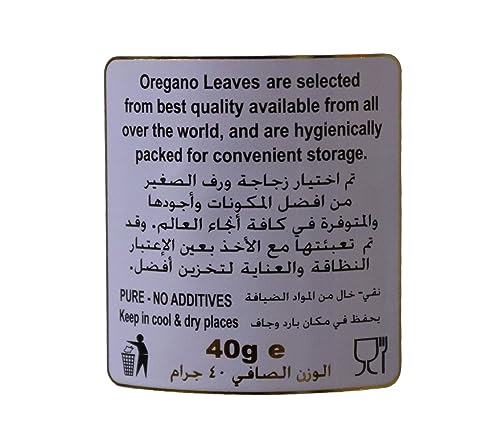 Oregano Leaves are selected
from best quality available from all
over the world, and are hygienically
packed for convenient storage.
تم اختيار زجاجة ورف الصغير
من افضل المكونات وأجودها
والمتوفرة في كافة أنحاء العالم. وقد
تم تعبئتها مع الأخذ بعين الإعتبار
النظافة والعناية لتخزين أفضل.
PURE - NO ADDITIVES نقي- خال من المواد الضيافة
Keep in cool & dry places يحفظ في مكان بارد وجاف
40g e
الوزن الصافي ٤٠ جرام